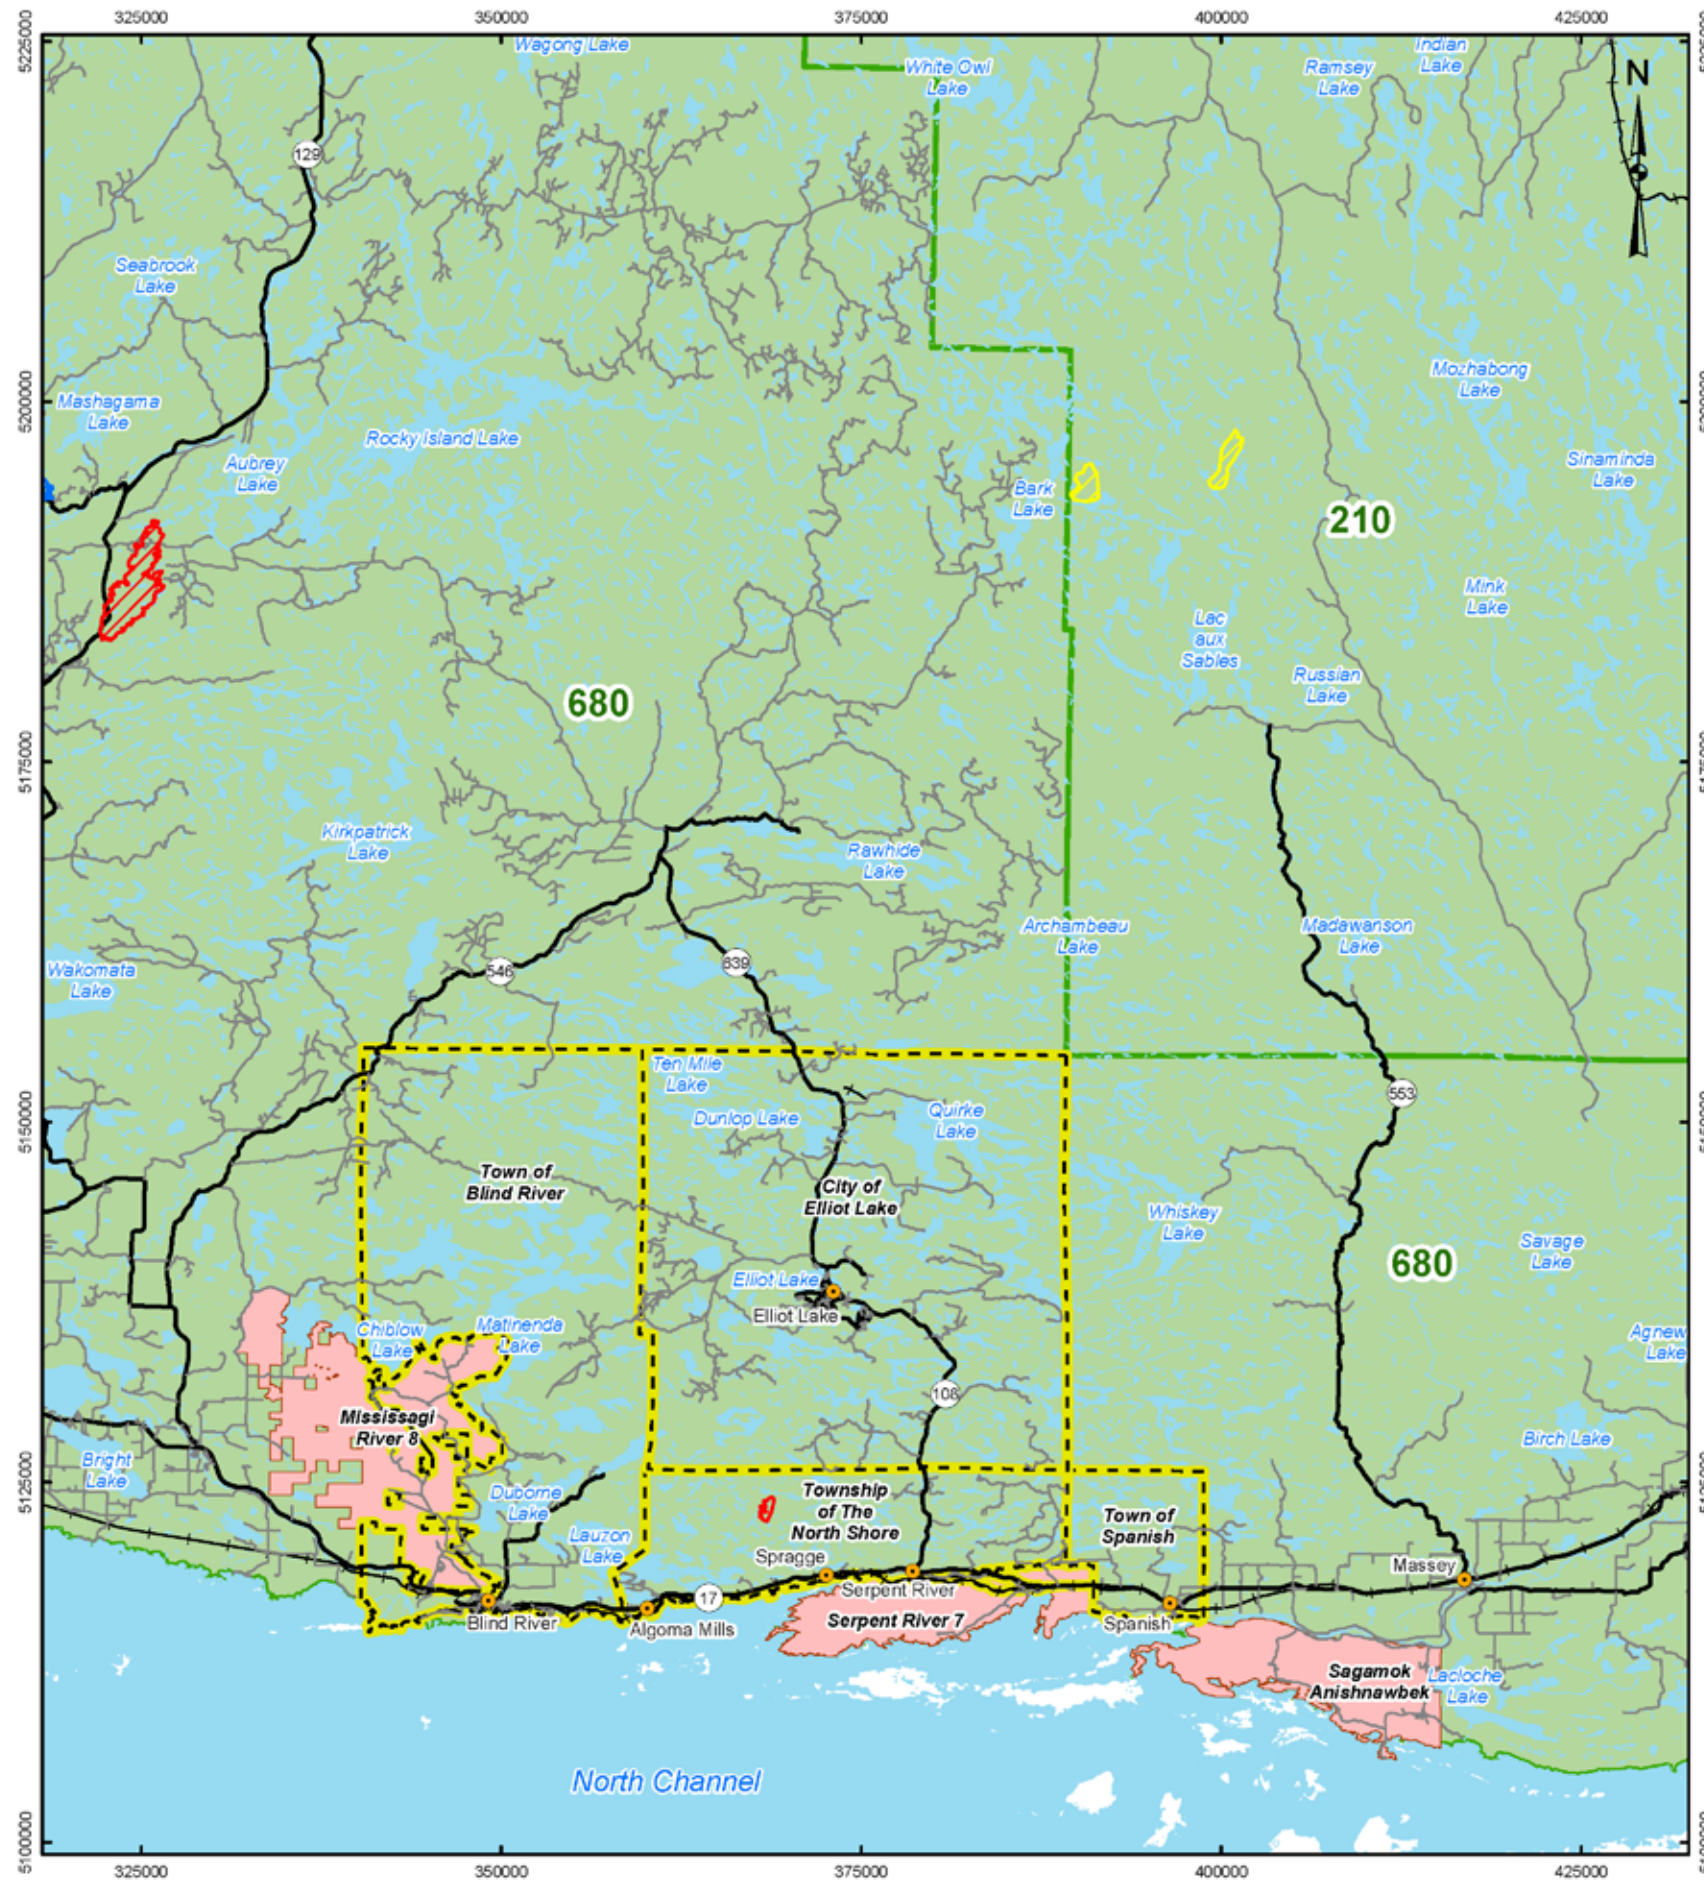 325000
350000
375000
400000
425000
5225000
Wagong Lake
White Owl
Lake
Ramsey
Lake
Indian
Lake
N
129
Seabrook
Lake
Mashagama
Lake
5200000
Rocky Island Lake
Aubrey
Lake
Mozhabong
Lake
Sinaminda
Lake
Bark
Lake
210
Mink
Lake
Lac
aux
Sables
Russian
Lake
680
5175000
Kirkpatrick
Lake
Rawhide
Lake
Archambeau
Lake
Madawanson
Lake
Wakomata
Lake
546
639
Ten Mile
Lake
Dunlop Lake
Quirke
Lake
553
5150000
Town of
Blind River
City of
Elliot Lake
Whiskey
Lake
Savage
Lake
680
Elliot Lake
Elliot Lake
Chiblow
Lake
Matinenda
Lake
Agnew
Lake
108
Mississagi
River 8
Birch Lake
Bright
Lake
5125000
Duborne
Lake
Township
of The
North Shore
Town of
Spanish
Lauzon
Lake
Spragge
Massey
Serpent River
17
Blind River
Algoma Mills
Serpent River 7
Spanish
Sagamok
Anishnawbek
Lacloche
Lake
North Channel
5100000
325000
350000
375000
400000
425000